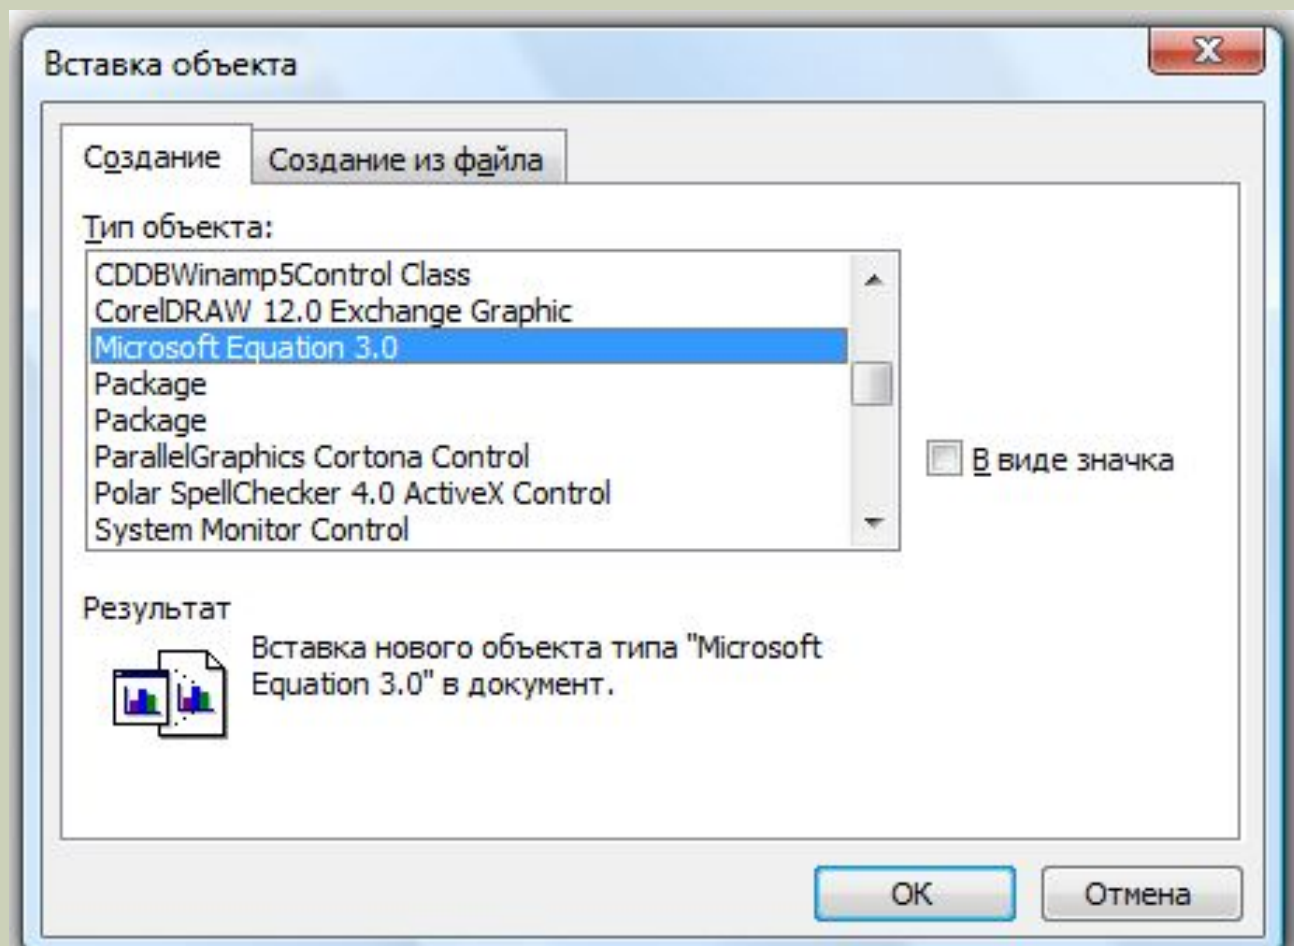 Вставка объекта
Создание
Создание из файла
Тип объекта:
CDDBWinamp5Control Class
CorelDRAW 12.0 Exchange Graphic
Microsoft Equation 3.0
Package
Package
ParallelGraphics Cortona Control
Polar SpellChecker 4.0 ActiveX Control
System Monitor Control
В виде значка
Результат
Вставка нового объекта типа "Microsoft
Equation 3.0" в документ.
ОК
Отмена